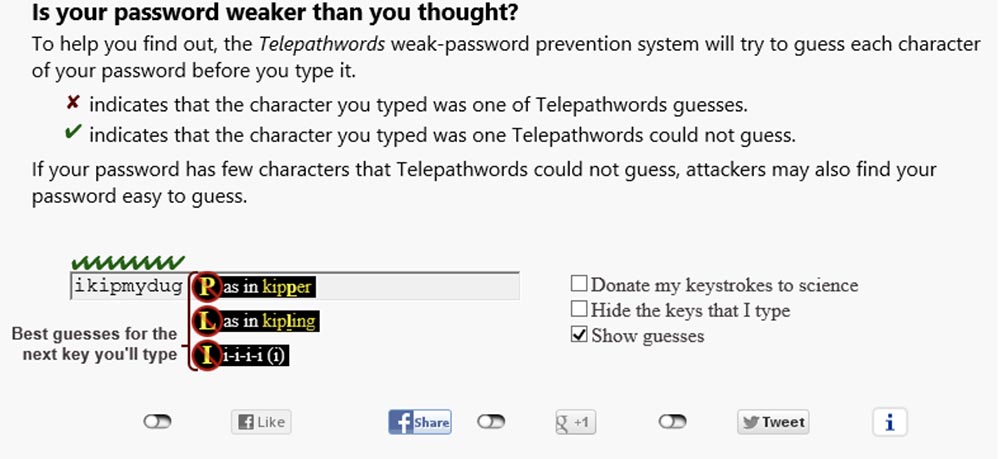 Is your password weaker than you thought?
To help you find out, the Telepathwords weak-password prevention system will try to guess each character
of your password before you type it.
✘ indicates that the character you typed was one of Telepathwords guesses.
✔ indicates that the character you typed was one Telepathwords could not guess.
If your password has few characters that Telepathwords could not guess, attackers may also find your
password easy to guess.
ikipmydug
P as in kipper
L as in kipling
I i-i-i-i (i)
Best guesses for the
next key you'll type
Donate my keystrokes to science
Hide the keys that I type
Show guesses
f Like
f Share
g +1
Tweet
i